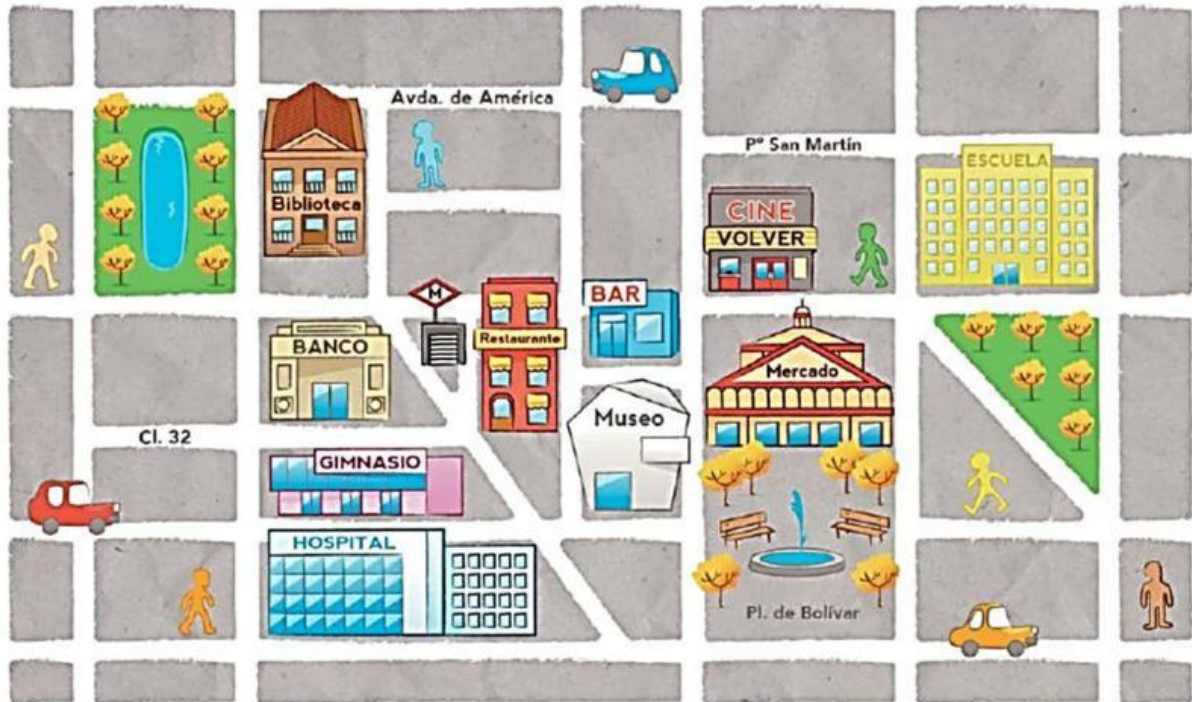 Avda. de América
Pº San Martín
ESCUELA
Biblioteca
CINE
VOLVER
M
BAR
Restaurante
BANCO
Mercado
Museo
Cl. 32
GIMNASIO
HOSPITAL
Pl. de Bolívar